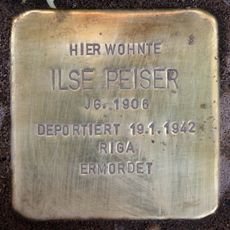 HIER WOHNTE
ILSE PEISER
JG. 1906
DEPORTIERT 19.1.1942
RIGA
ERMORDET